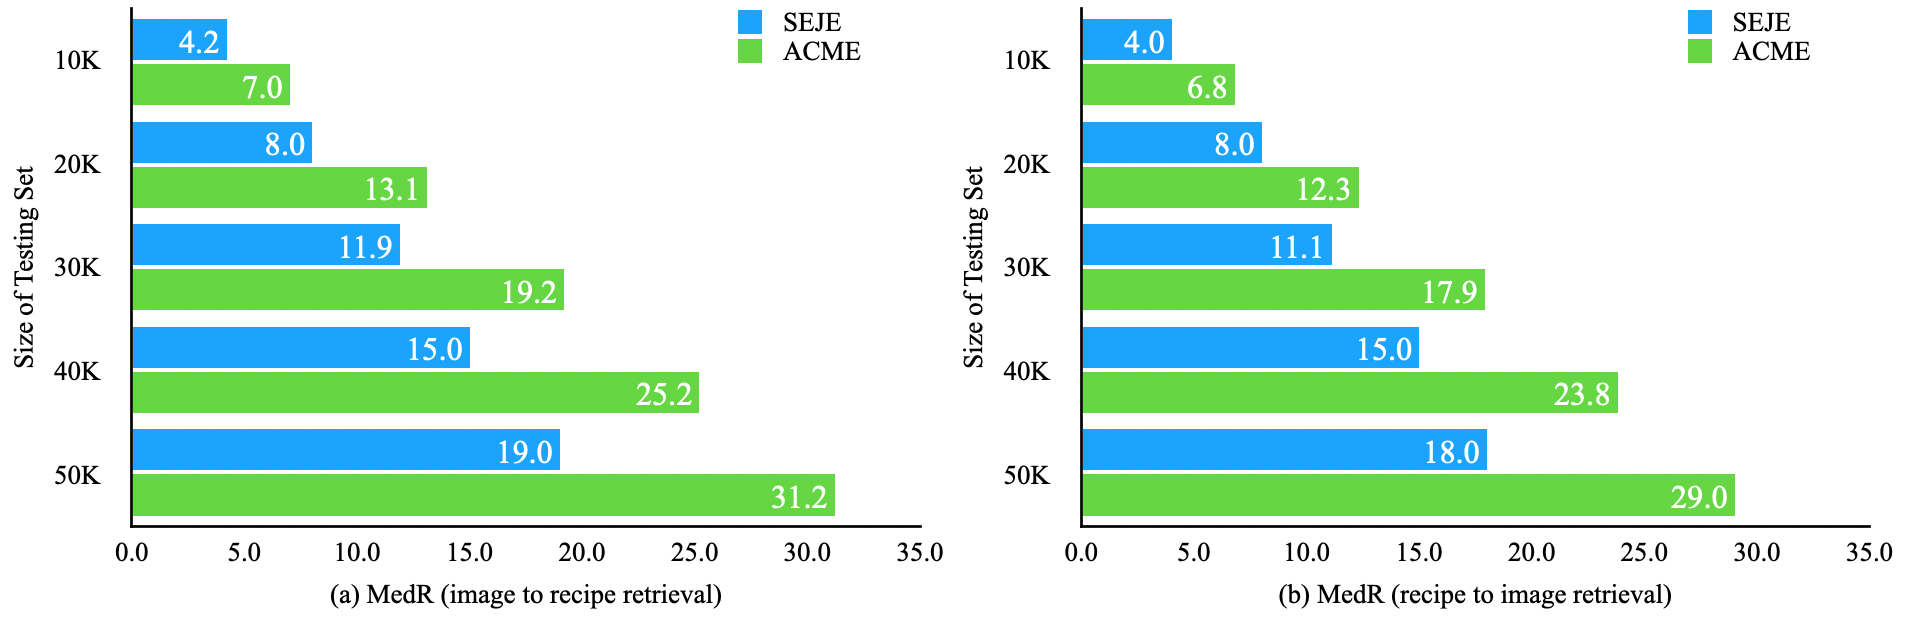 SEJE
ACME
Size of Testing Set
10K
4.2
7.0
20K
8.0
13.1
30K
11.9
19.2
40K
15.0
25.2
50K
19.0
31.2
0.0 5.0 10.0 15.0 20.0 25.0 30.0 35.0
(a) MedR (image to recipe retrieval)
SEJE
ACME
Size of Testing Set
10K
4.0
6.8
20K
8.0
12.3
30K
11.1
17.9
40K
15.0
23.8
50K
18.0
29.0
0.0 5.0 10.0 15.0 20.0 25.0 30.0 35.0
(b) MedR (recipe to image retrieval)